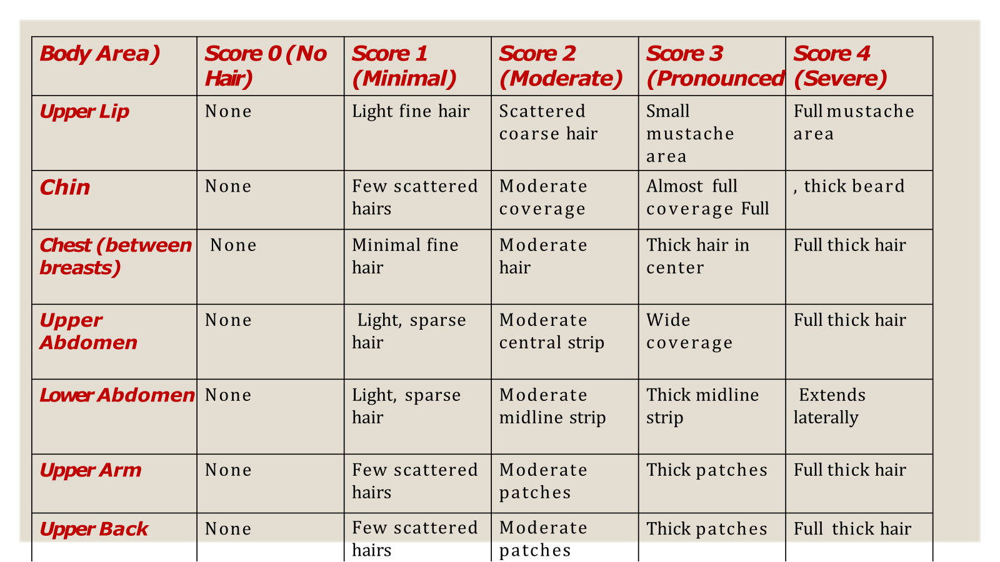 Body Area)
Score 0 (No
Hair)
Score 1
(Minimal)
Score 2
(Moderate)
Score 3
(Pronounced
Score 4
(Severe)
Upper Lip
None
Light fine hair
Scattered
coarse hair
Small
mustache
area
Full mustache
area
Chin
None
Few scattered
hairs
Moderate
coverage
Almost full
coverage Full
, thick beard
Chest (between
breasts)
None
Minimal fine
hair
Moderate
hair
Thick hair in
center
Full thick hair
Upper
Abdomen
None
Light, sparse
hair
Moderate
central strip
Wide
coverage
Full thick hair
Lower Abdomen
None
Light, sparse
hair
Moderate
midline strip
Thick midline
strip
Extends
laterally
Upper Arm
None
Few scattered
hairs
Moderate
patches
Thick patches
Full thick hair
Upper Back
None
Few scattered
hairs
Moderate
patches
Thick patches
Full thick hair